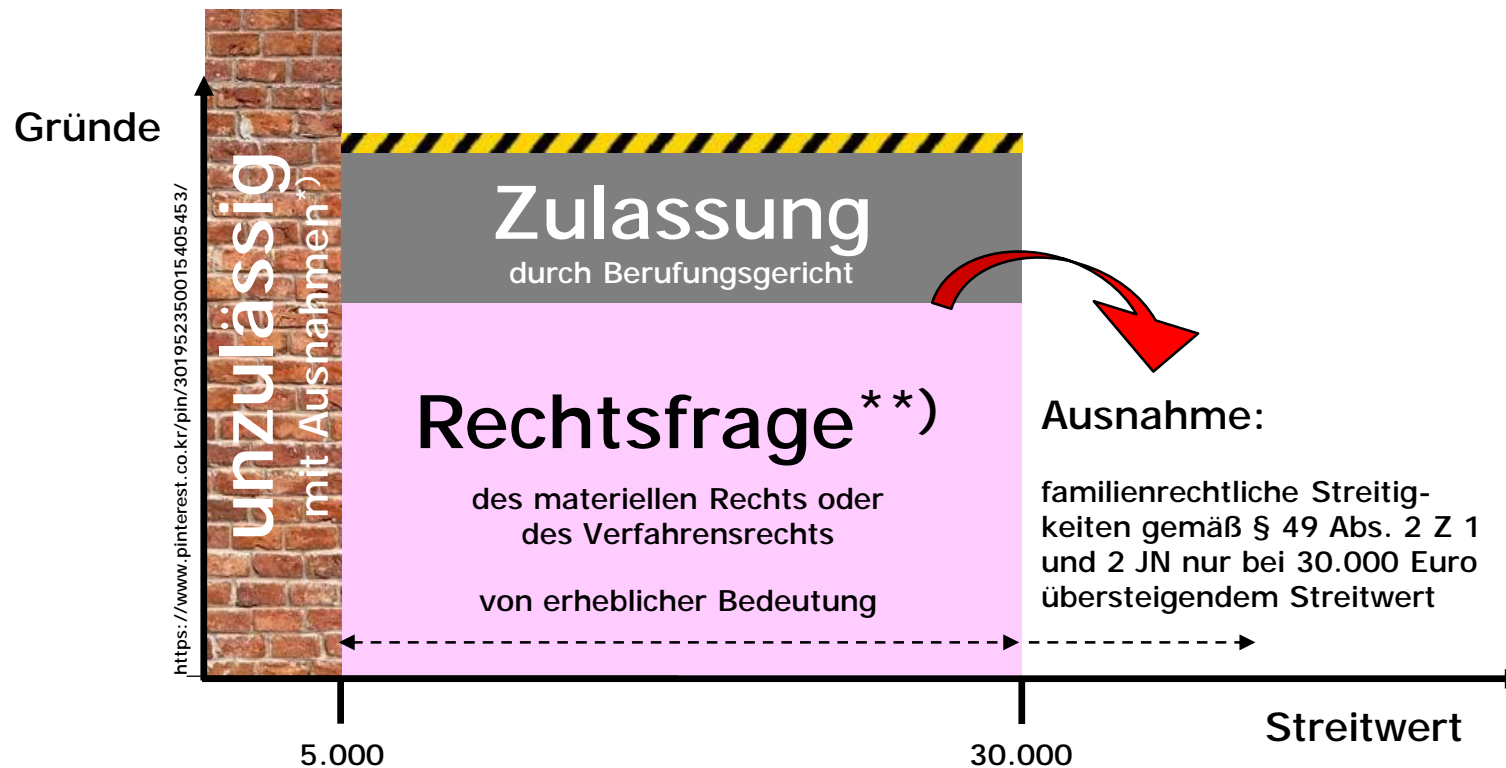 Gründe
https://www.pinterest.co.kr/pin/301952350015405453/
unzulässig
mit Ausnahmen*)
Zulassung
durch Berufungsgericht
Rechtsfrage**)
des materiellen Rechts oder
des Verfahrensrechts
von erheblicher Bedeutung
Ausnahme:
familienrechtliche Streitig-
keiten gemäß § 49 Abs. 2 Z 1
und 2 JN nur bei 30.000 Euro
übersteigendem Streitwert
Streitwert
5.000
30.000